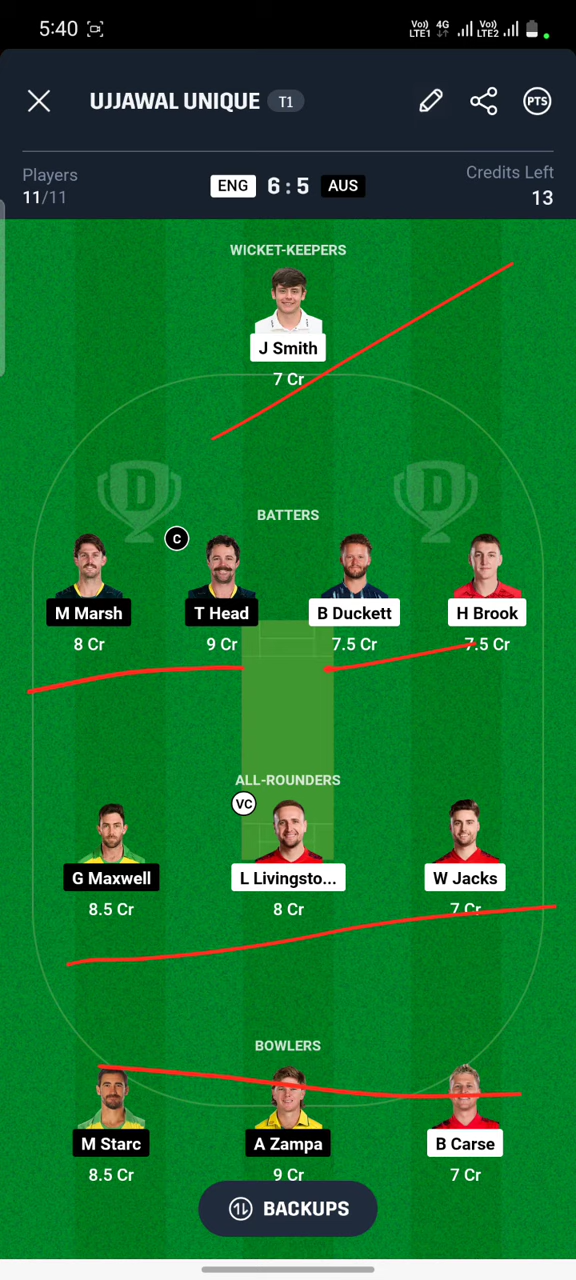 5:40 Vo) LTE1 4G Vo) LTE2
UJJAWAL UNIQUE T1 PTS
Players Credits Left
11/11 ENG 6 : 5 AUS 13
WICKET-KEEPERS
J Smith
7 Cr
D D
BATTERS
C
M Marsh T Head B Duckett H Brook
8 Cr 9 Cr 7.5 Cr 7.5 Cr
ALL-ROUNDERS
VC
G Maxwell L Livingsto... W Jacks
8.5 Cr 8 Cr 7 Cr
BOWLERS
M Starc A Zampa B Carse
8.5 Cr 9 Cr 7 Cr
BACKUPS